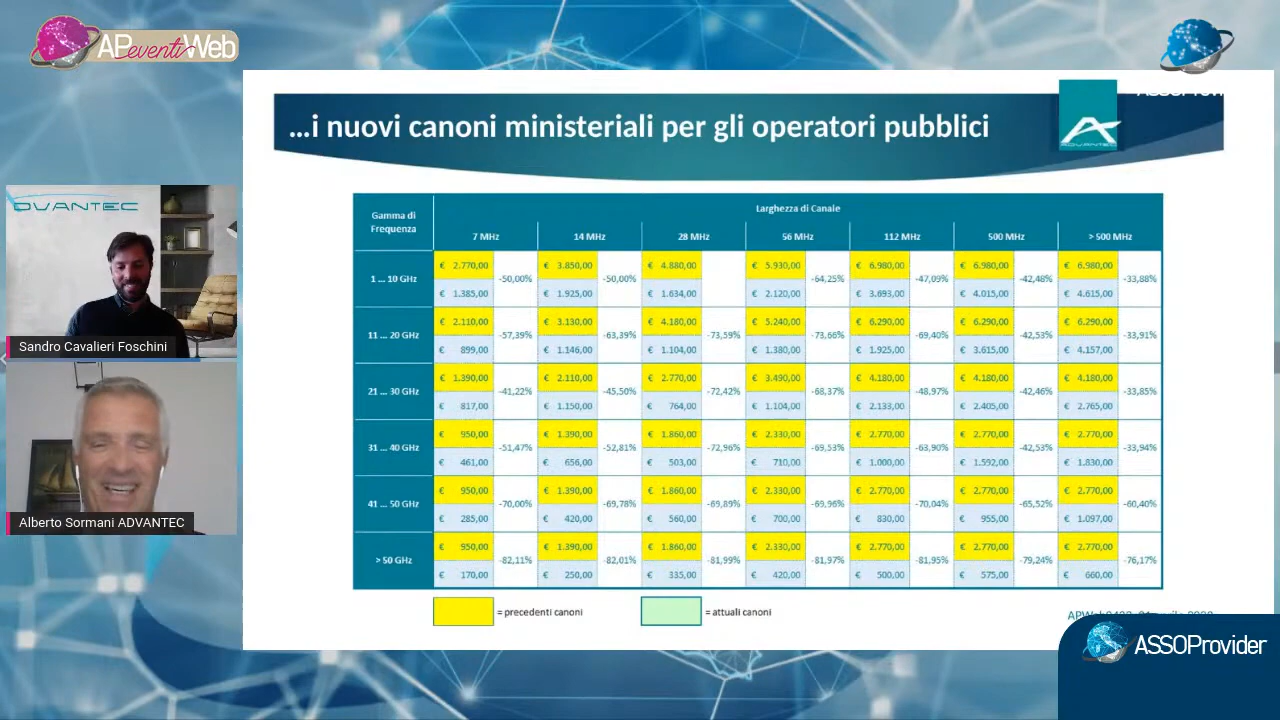 APeventiWeb
ASSOProvi
...i nuovi canoni ministeriali per gli operatori pubblici
ADVANTEC
DVANTEC
Sandro Cavalieri Foschini
Alberto Sormani ADVANTEC
Gamma di Frequenza Larghezza di Canale
7 MHz 14 MHz 28 MHz 56 MHz 112 MHz 500 MHz > 500 MHz
1 ... 10 GHz
€ 2.770,00 € 3.850,00 € 4.880,00 € 5.930,00 € 6.980,00 € 6.980,00 € 6.980,00
-50,00% -50,00% -64,25% -47,09% -42,48% -33,88%
€ 1.385,00 € 1.925,00 € 1.634,00 € 2.120,00 € 3.693,00 € 4.015,00 € 4.615,00
11 ... 20 GHz
€ 2.110,00 € 3.130,00 € 4.180,00 € 5.240,00 € 6.290,00 € 6.290,00 € 6.290,00
-57,39% -63,39% -73,59% -73,66% -69,40% -42,53% -33,91%
€ 899,00 € 1.146,00 € 1.104,00 € 1.380,00 € 1.925,00 € 3.615,00 € 4.157,00
21 ... 30 GHz
€ 1.390,00 € 2.110,00 € 2.770,00 € 3.490,00 € 4.180,00 € 4.180,00 € 4.180,00
-41,22% -45,50% -72,42% -68,37% -48,97% -42,46% -33,85%
€ 817,00 € 1.150,00 € 764,00 € 1.104,00 € 2.133,00 € 2.405,00 € 2.765,00
31 ... 40 GHz
€ 950,00 € 1.390,00 € 1.860,00 € 2.330,00 € 2.770,00 € 2.770,00 € 2.770,00
-51,47% -52,81% -72,96% -69,53% -63,90% -42,53% -33,94%
€ 461,00 € 656,00 € 503,00 € 710,00 € 1.000,00 € 1.592,00 € 1.830,00
41 ... 50 GHz
€ 950,00 € 1.390,00 € 1.860,00 € 2.330,00 € 2.770,00 € 2.770,00 € 2.770,00
-70,00% -69,78% -69,89% -69,96% -70,04% -65,52% -60,40%
€ 285,00 € 420,00 € 560,00 € 700,00 € 830,00 € 955,00 € 1.097,00
> 50 GHz
€ 950,00 € 1.390,00 € 1.860,00 € 2.330,00 € 2.770,00 € 2.770,00 € 2.770,00
-82,11% -82,01% -81,99% -81,97% -81,95% -79,24% -76,17%
€ 170,00 € 250,00 € 335,00 € 420,00 € 500,00 € 575,00 € 660,00
= precedenti canoni = attuali canoni
ASSOProvider